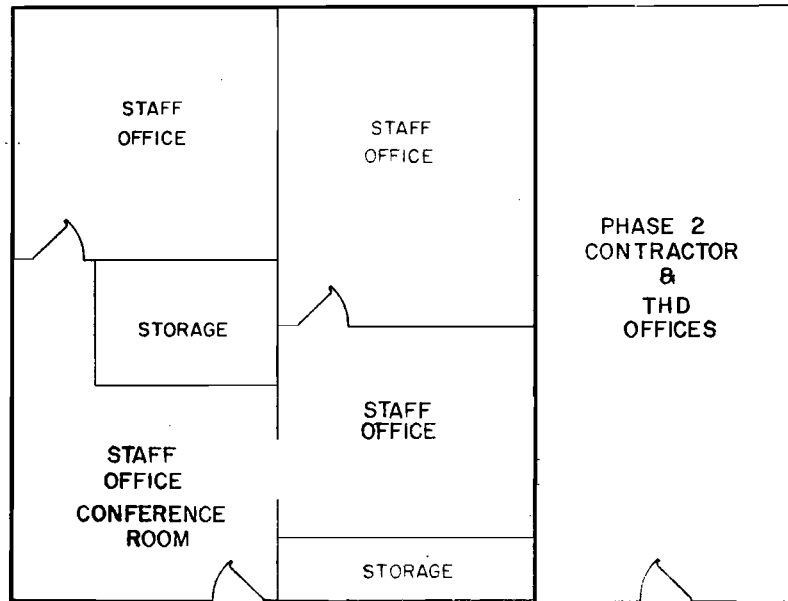 STAFF
OFFICE
STAFF
OFFICE
PHASE 2
CONTRACTOR
&
THD
OFFICES
STORAGE
STAFF
OFFICE
STAFF
OFFICE
CONFERENCE
ROOM
STORAGE